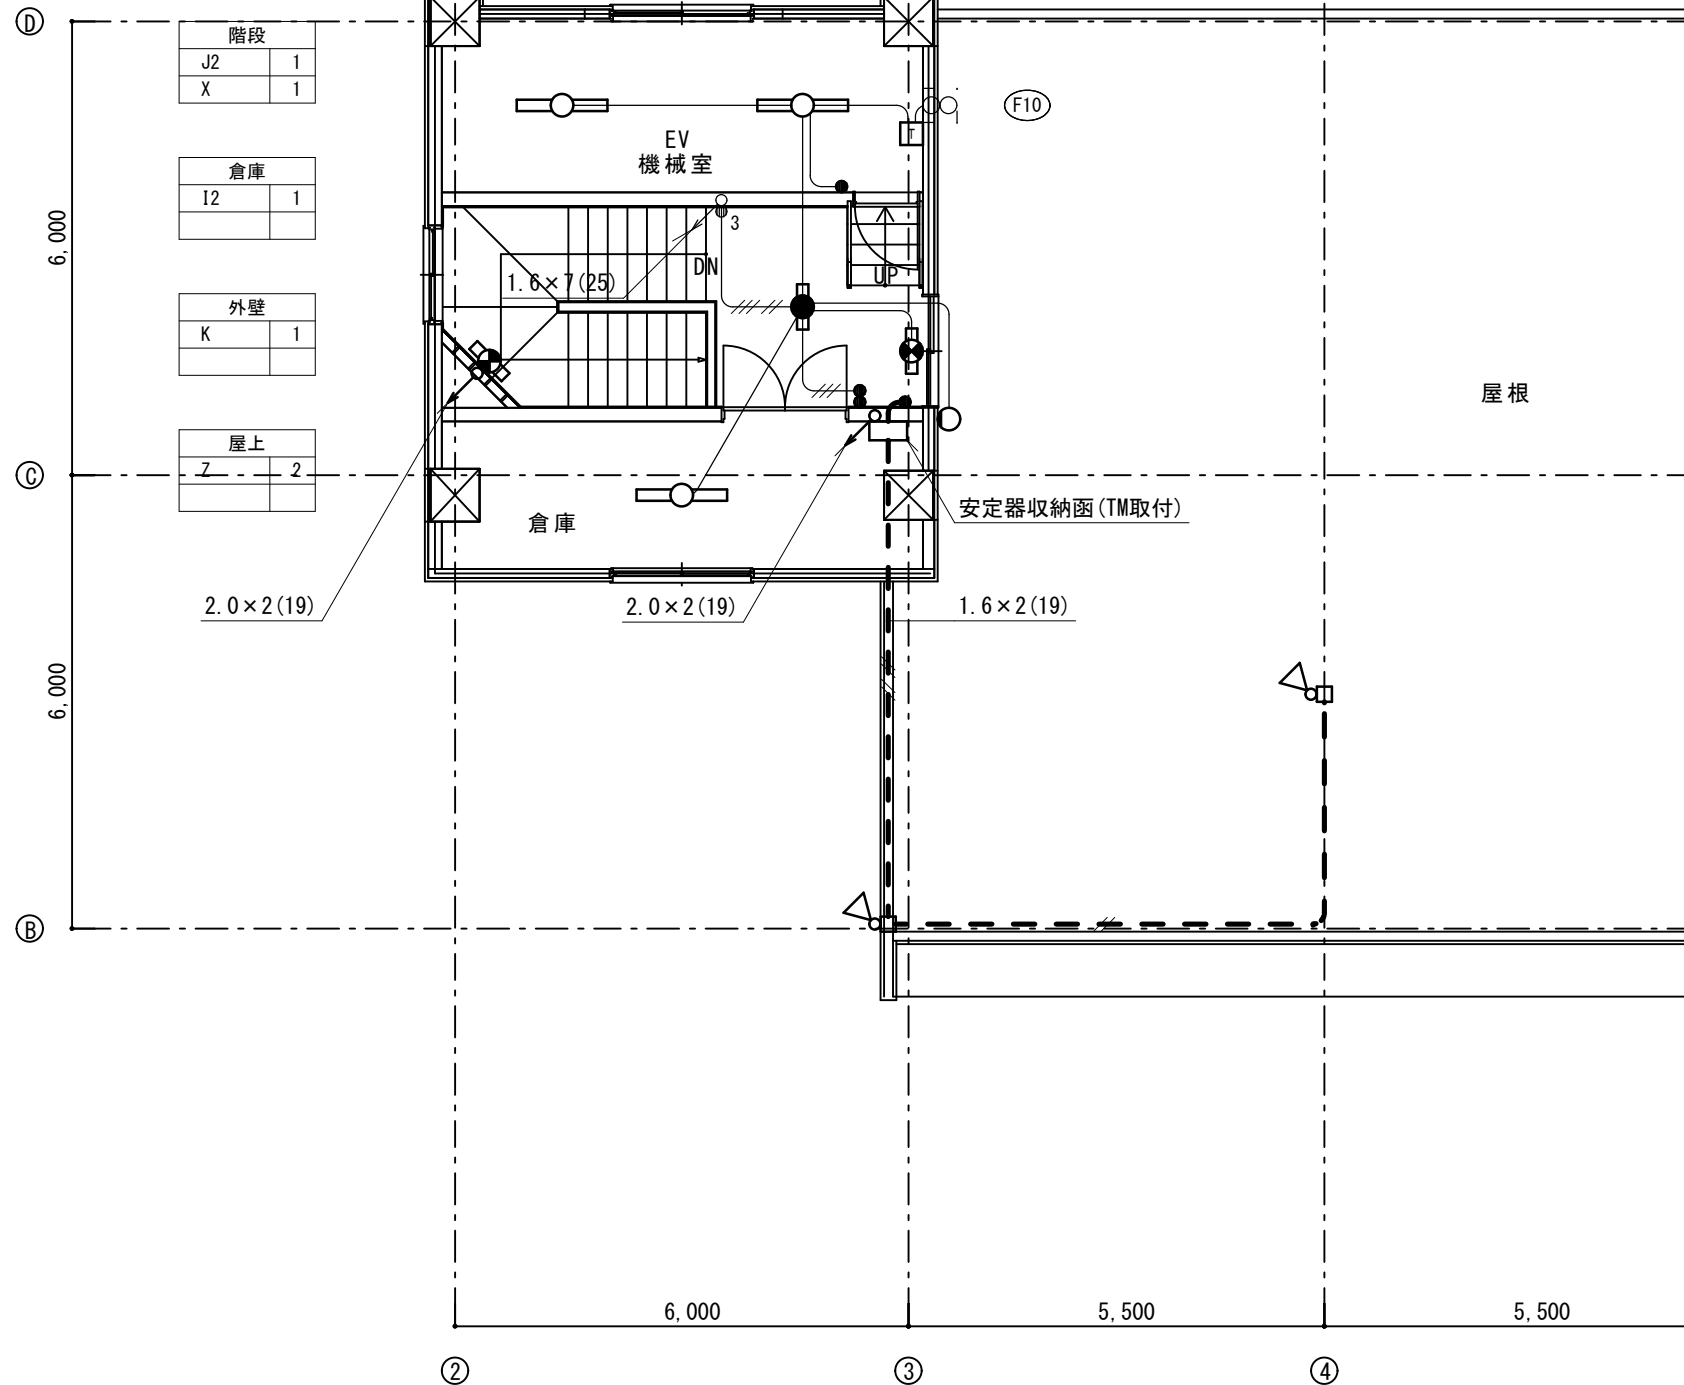 D
階段
J2 1
X 1
F10
EV
機械室
T
倉庫
I2 1
6,000
3
DN
UP
1.6×7(25)
外壁
K 1
屋根
屋上
Z 2
C
安定器収納函(TM取付)
倉庫
2.0×2(19)
2.0×2(19)
1.6×2(19)
6,000
B
6,000
5,500
5,500
2
3
4